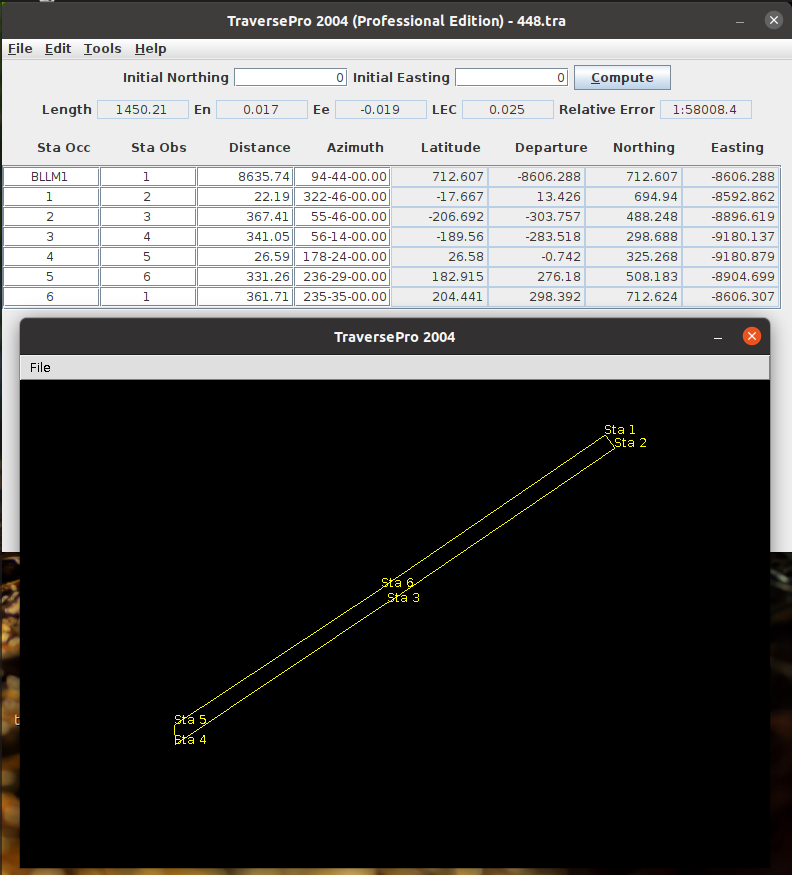 TraversePro 2004 (Professional Edition) - 448.tra
File Edit Tools Help
Initial Northing 0 Initial Easting 0 Compute
Length 1450.21 En 0.017 Ee -0.019 LEC 0.025 Relative Error 1:58008.4
Sta Occ Sta Obs Distance Azimuth Latitude Departure Northing Easting
BLLM1 1 8635.74 94-44-00.00 712.607 -8606.288 712.607 -8606.288
1 2 22.19 322-46-00.00 -17.667 13.426 694.94 -8592.862
2 3 367.41 55-46-00.00 -206.692 -303.757 488.248 -8896.619
3 4 341.05 56-14-00.00 -189.56 -283.518 298.688 -9180.137
4 5 26.59 178-24-00.00 26.58 -0.742 325.268 -9180.879
5 6 331.26 236-29-00.00 182.915 276.18 508.183 -8904.699
6 1 361.71 235-35-00.00 204.441 298.392 712.624 -8606.307
TraversePro 2004
File
Sta 1
Sta 2
Sta 6
Sta 3
Sta 5
Sta 4